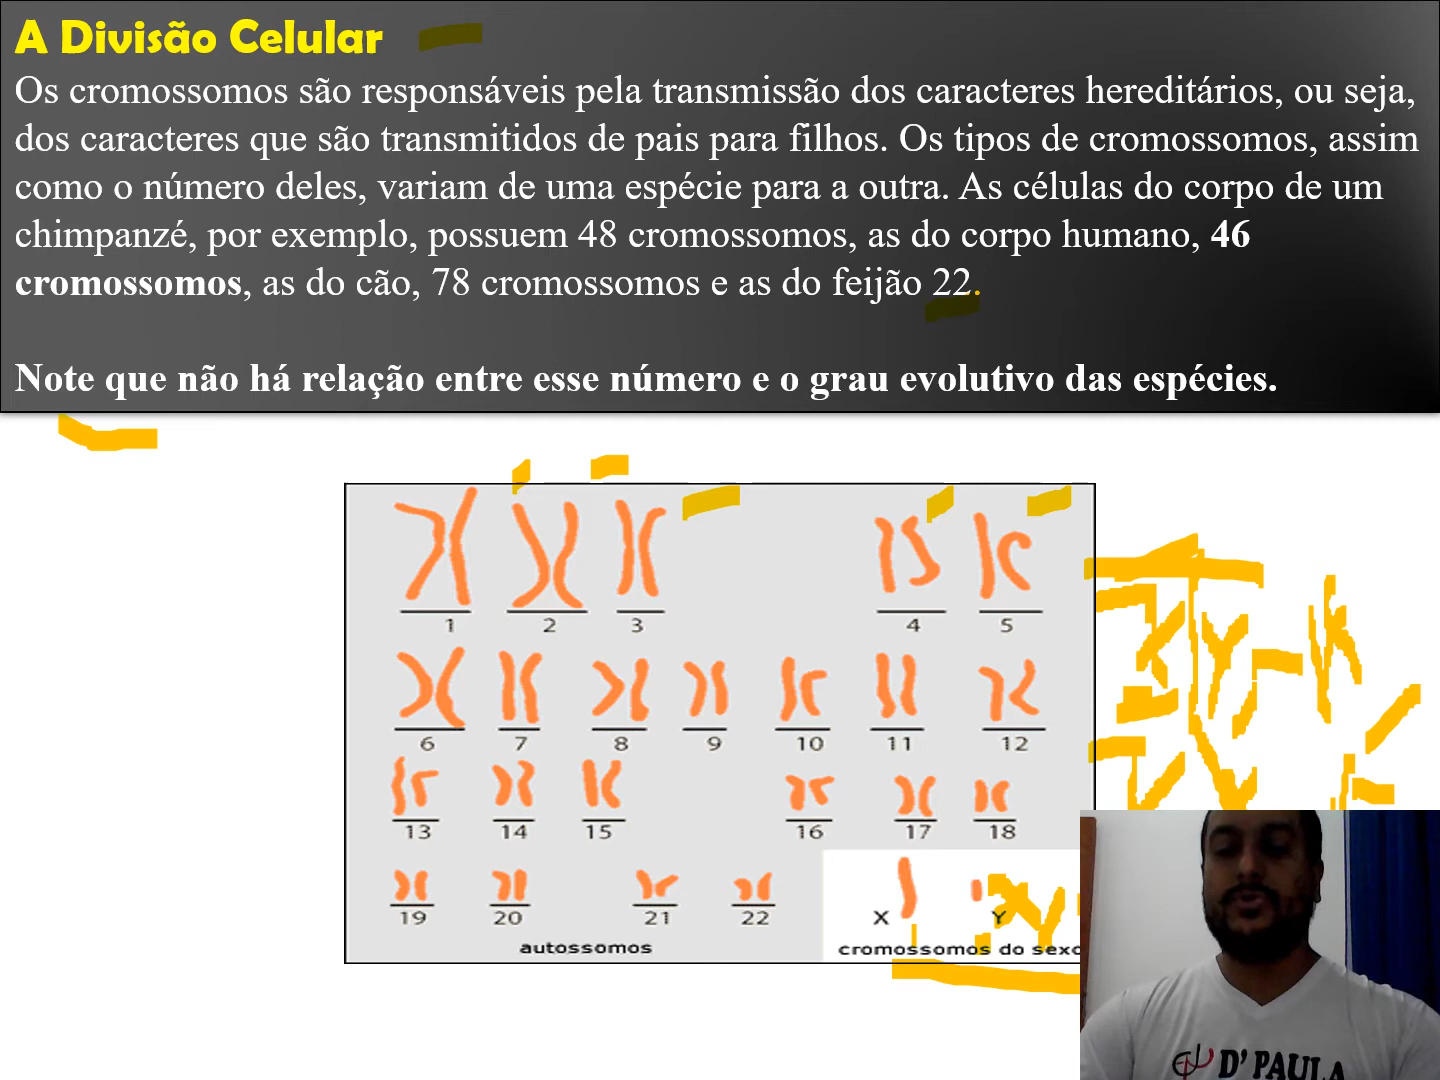 A Divisão Celular
Os cromossomos são responsáveis pela transmissão dos caracteres hereditários, ou seja,
dos caracteres que são transmitidos de pais para filhos. Os tipos de cromossomos, assim
como o número deles, variam de uma espécie para a outra. As células do corpo de um
chimpanzé, por exemplo, possuem 48 cromossomos, as do corpo humano, 46
cromossomos, as do cão, 78 cromossomos e as do feijão 22.
Note que não há relação entre esse número e o grau evolutivo das espécies.
1 2 3 4 5
6 7 8 9 10 11 12
13 14 15 16 17 18
19 20 21 22 X Y
autossomos cromossomos do sexo
XY
D' PAULA